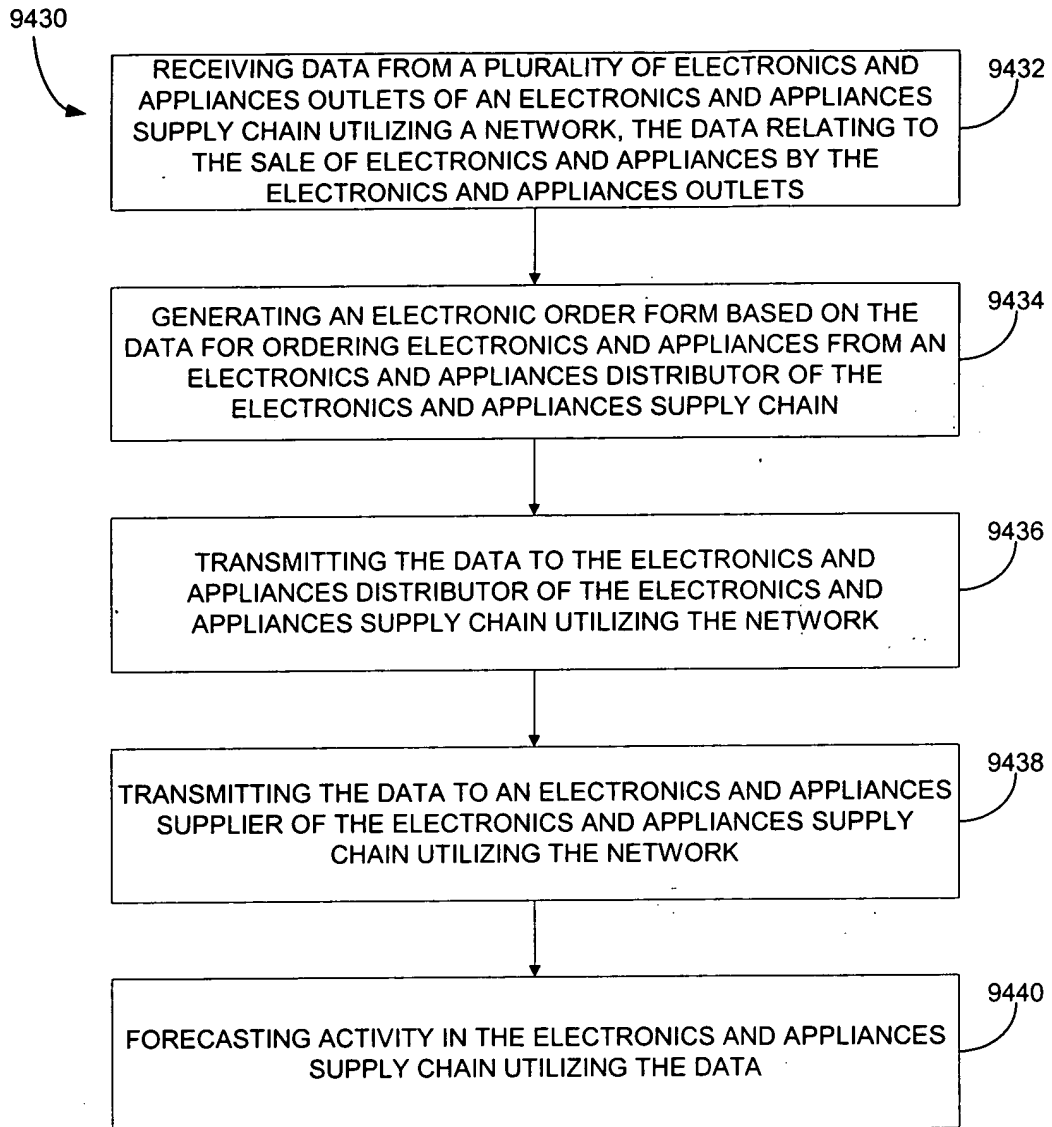 9430
RECEIVING DATA FROM A PLURALITY OF ELECTRONICS AND
APPLIANCES OUTLETS OF AN ELECTRONICS AND APPLIANCES
SUPPLY CHAIN UTILIZING A NETWORK, THE DATA RELATING TO
THE SALE OF ELECTRONICS AND APPLIANCES BY THE
ELECTRONICS AND APPLIANCES OUTLETS
9432
GENERATING AN ELECTRONIC ORDER FORM BASED ON THE
DATA FOR ORDERING ELECTRONICS AND APPLIANCES FROM AN
ELECTRONICS AND APPLIANCES DISTRIBUTOR OF THE
ELECTRONICS AND APPLIANCES SUPPLY CHAIN
9434
TRANSMITTING THE DATA TO THE ELECTRONICS AND
APPLIANCES DISTRIBUTOR OF THE ELECTRONICS AND
APPLIANCES SUPPLY CHAIN UTILIZING THE NETWORK
9436
TRANSMITTING THE DATA TO AN ELECTRONICS AND APPLIANCES
SUPPLIER OF THE ELECTRONICS AND APPLIANCES SUPPLY
CHAIN UTILIZING THE NETWORK
9438
FORECASTING ACTIVITY IN THE ELECTRONICS AND APPLIANCES
SUPPLY CHAIN UTILIZING THE DATA
9440